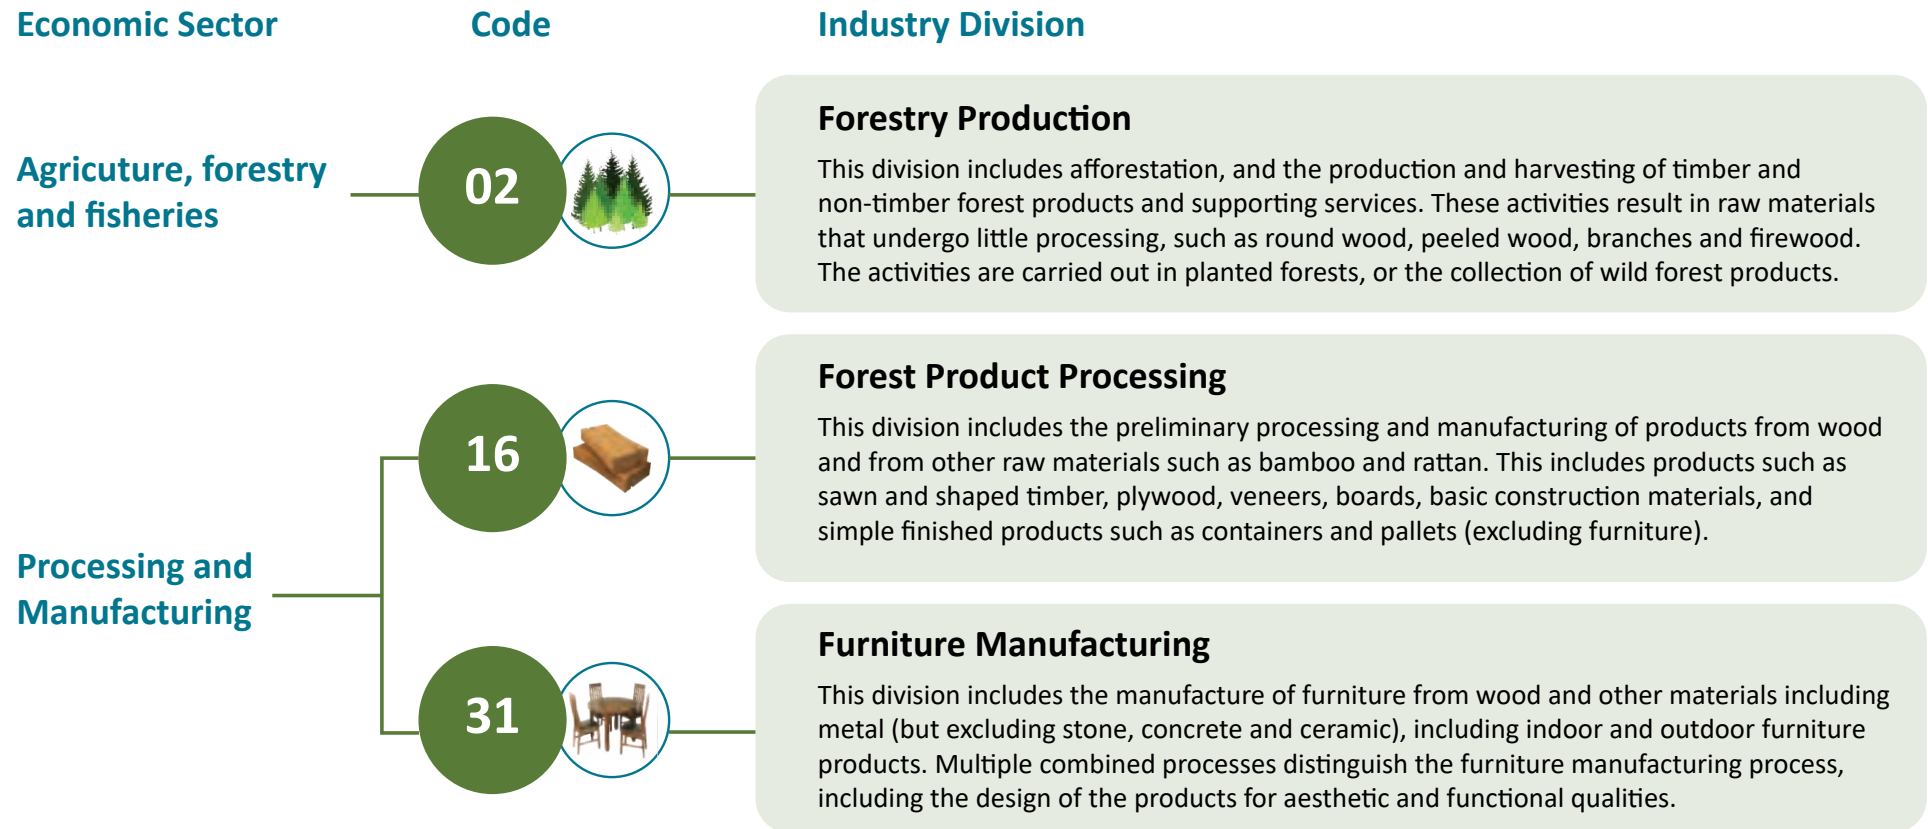 Economic Sector
Code
Industry Division
Agricuture, forestry
and fisheries
02
Forestry Production
This division includes afforestation, and the production and harvesting of timber and
non-timber forest products and supporting services. These activities result in raw materials
that undergo little processing, such as round wood, peeled wood, branches and firewood.
The activities are carried out in planted forests, or the collection of wild forest products.
Processing and
Manufacturing
16
Forest Product Processing
This division includes the preliminary processing and manufacturing of products from wood
and from other raw materials such as bamboo and rattan. This includes products such as
sawn and shaped timber, plywood, veneers, boards, basic construction materials, and
simple finished products such as containers and pallets (excluding furniture).
31
Furniture Manufacturing
This division includes the manufacture of furniture from wood and other materials including
metal (but excluding stone, concrete and ceramic), including indoor and outdoor furniture
products. Multiple combined processes distinguish the furniture manufacturing process,
including the design of the products for aesthetic and functional qualities.